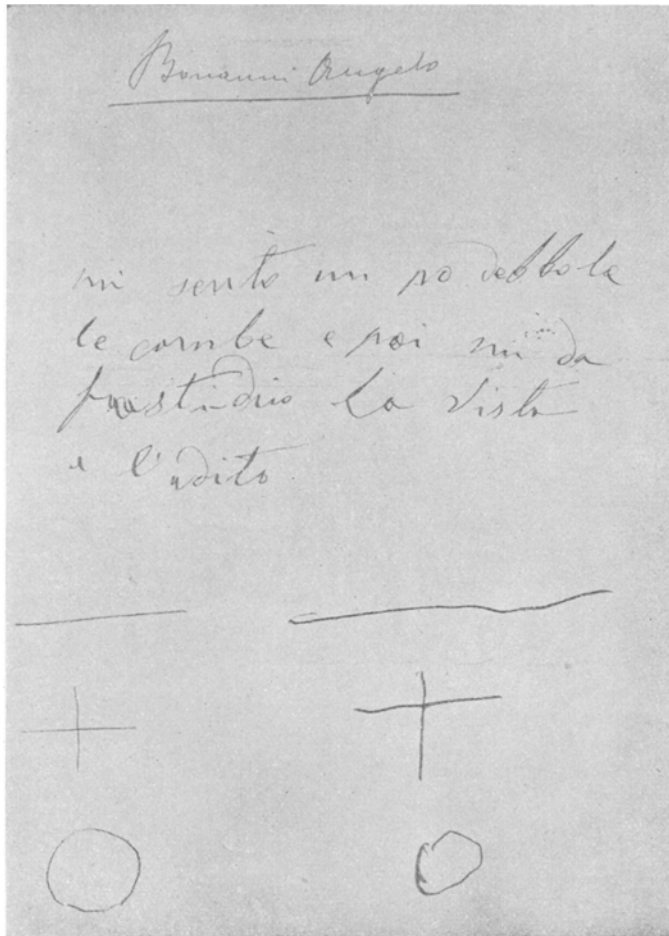 Bonanni Angelo
mi sento un po debbole
le gambe e poi mi da
fastidio la vista
e l'udito